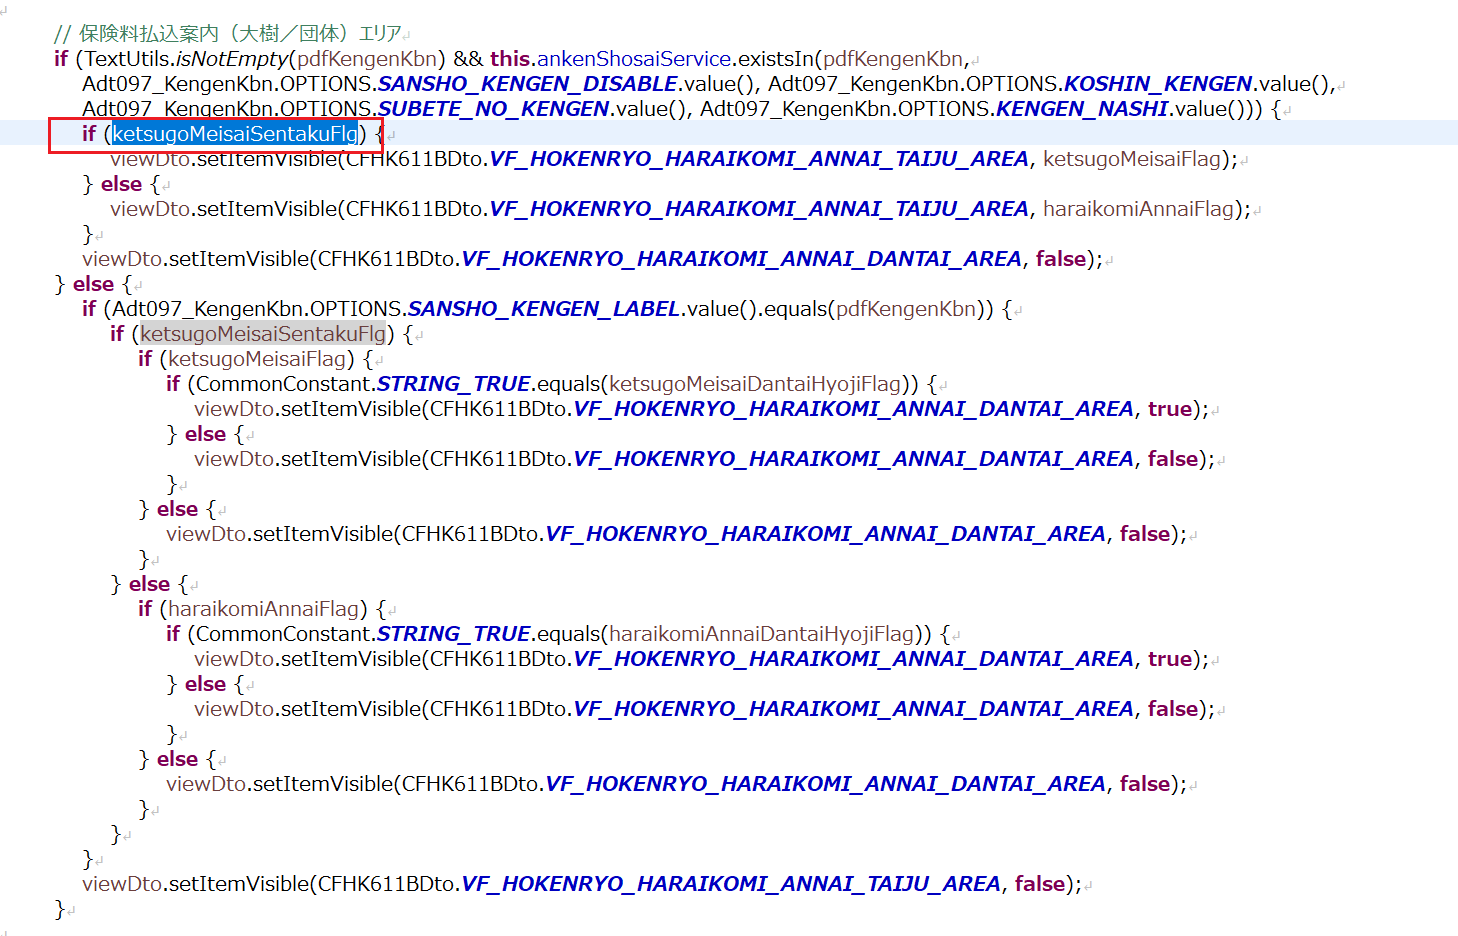 // 保険料払込案内（大樹／団体）エリア↵
if (TextUtils.isNotEmpty(pdfKengenKbn) && this.ankenShosaiService.existsIn(pdfKengenKbn,↵
Adt097_KengenKbn.OPTIONS.SANSHO_KENGEN_DISABLE.value(), Adt097_KengenKbn.OPTIONS.KOSHIN_KENGEN.value(),↵
Adt097_KengenKbn.OPTIONS.SUBETE_NO_KENGEN.value(), Adt097_KengenKbn.OPTIONS.KENGEN_NASHI.value())) {↵
if (ketsugoMeisaiSentakuFlg) {↵
viewDto.setItemVisible(CFHK611BDto.VF_HOKENRYO_HARAIKOMI_ANNAI_TAIJU_AREA, ketsugoMeisaiFlag);↵
} else {↵
viewDto.setItemVisible(CFHK611BDto.VF_HOKENRYO_HARAIKOMI_ANNAI_TAIJU_AREA, haraikomiAnnaiFlag);↵
}↵
viewDto.setItemVisible(CFHK611BDto.VF_HOKENRYO_HARAIKOMI_ANNAI_DANTAI_AREA, false);↵
} else {↵
if (Adt097_KengenKbn.OPTIONS.SANSHO_KENGEN_LABEL.value().equals(pdfKengenKbn)) {↵
if (ketsugoMeisaiSentakuFlg) {↵
if (ketsugoMeisaiFlag) {↵
if (CommonConstant.STRING_TRUE.equals(ketsugoMeisaiDantaiHyojiFlag)) {↵
viewDto.setItemVisible(CFHK611BDto.VF_HOKENRYO_HARAIKOMI_ANNAI_DANTAI_AREA, true);↵
} else {↵
viewDto.setItemVisible(CFHK611BDto.VF_HOKENRYO_HARAIKOMI_ANNAI_DANTAI_AREA, false);↵
}↵
} else {↵
viewDto.setItemVisible(CFHK611BDto.VF_HOKENRYO_HARAIKOMI_ANNAI_DANTAI_AREA, false);↵
}↵
} else {↵
if (haraikomiAnnaiFlag) {↵
if (CommonConstant.STRING_TRUE.equals(haraikomiAnnaiDantaiHyojiFlag)) {↵
viewDto.setItemVisible(CFHK611BDto.VF_HOKENRYO_HARAIKOMI_ANNAI_DANTAI_AREA, true);↵
} else {↵
viewDto.setItemVisible(CFHK611BDto.VF_HOKENRYO_HARAIKOMI_ANNAI_DANTAI_AREA, false);↵
}↵
} else {↵
viewDto.setItemVisible(CFHK611BDto.VF_HOKENRYO_HARAIKOMI_ANNAI_DANTAI_AREA, false);↵
}↵
}↵
}↵
viewDto.setItemVisible(CFHK611BDto.VF_HOKENRYO_HARAIKOMI_ANNAI_TAIJU_AREA, false);↵
}↵